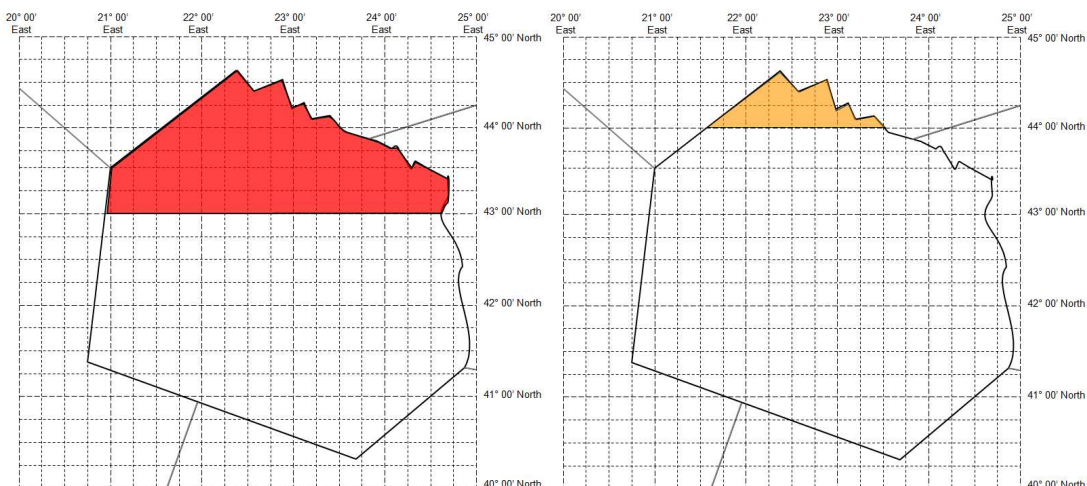 20° 00' East
21° 00' East
22° 00' East
23° 00' East
24° 00' East
25° 00' East
45° 00' North
44° 00' North
43° 00' North
42° 00' North
41° 00' North
40° 00' North
20° 00' East
21° 00' East
22° 00' East
23° 00' East
24° 00' East
25° 00' East
45° 00' North
44° 00' North
43° 00' North
42° 00' North
41° 00' North
40° 00' North